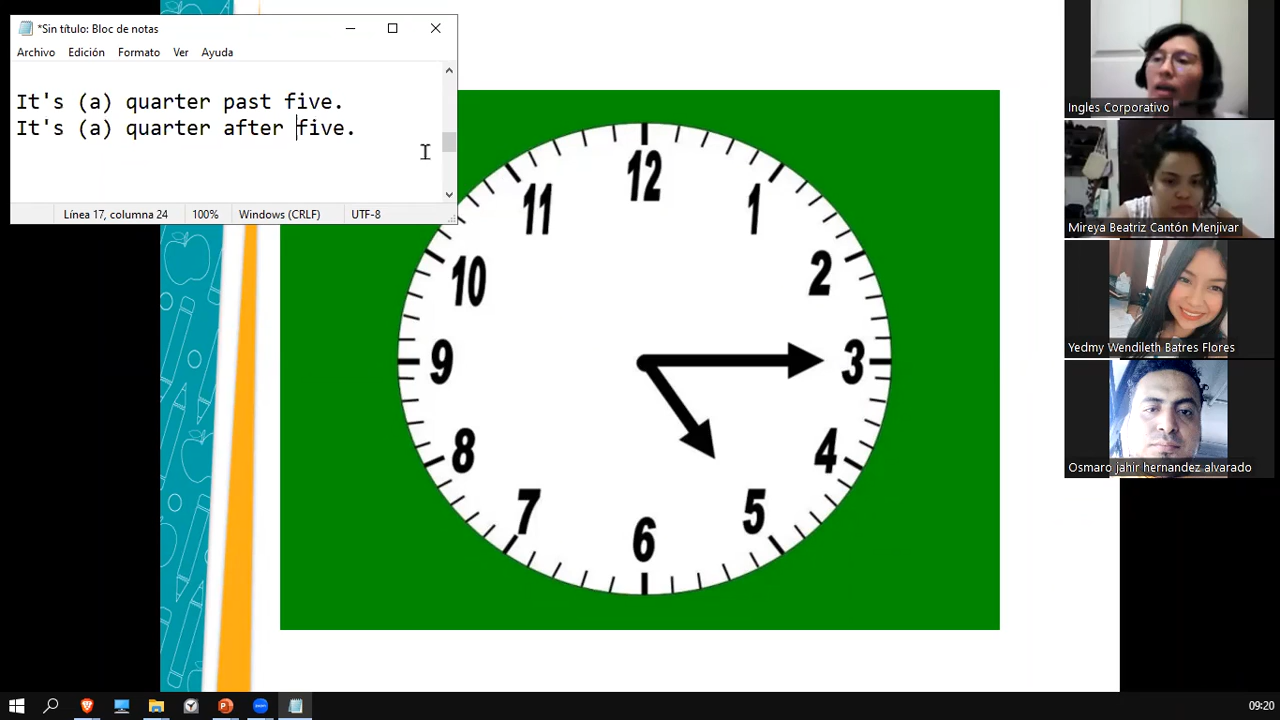 *Sin título: Bloc de notas
Archivo Edición Formato Ver Ayuda
It's (a) quarter past five.
It's (a) quarter after five.
Línea 17, columna 24 100% Windows (CRLF) UTF-8
12
11 1
10 2
9 3
8 4
7 5
6
Ingles Corporativo
Mireya Beatriz Cantón Menjivar
Yedmy Wendileth Batres Flores
Osmaro jahir hernandez alvarado
09:20